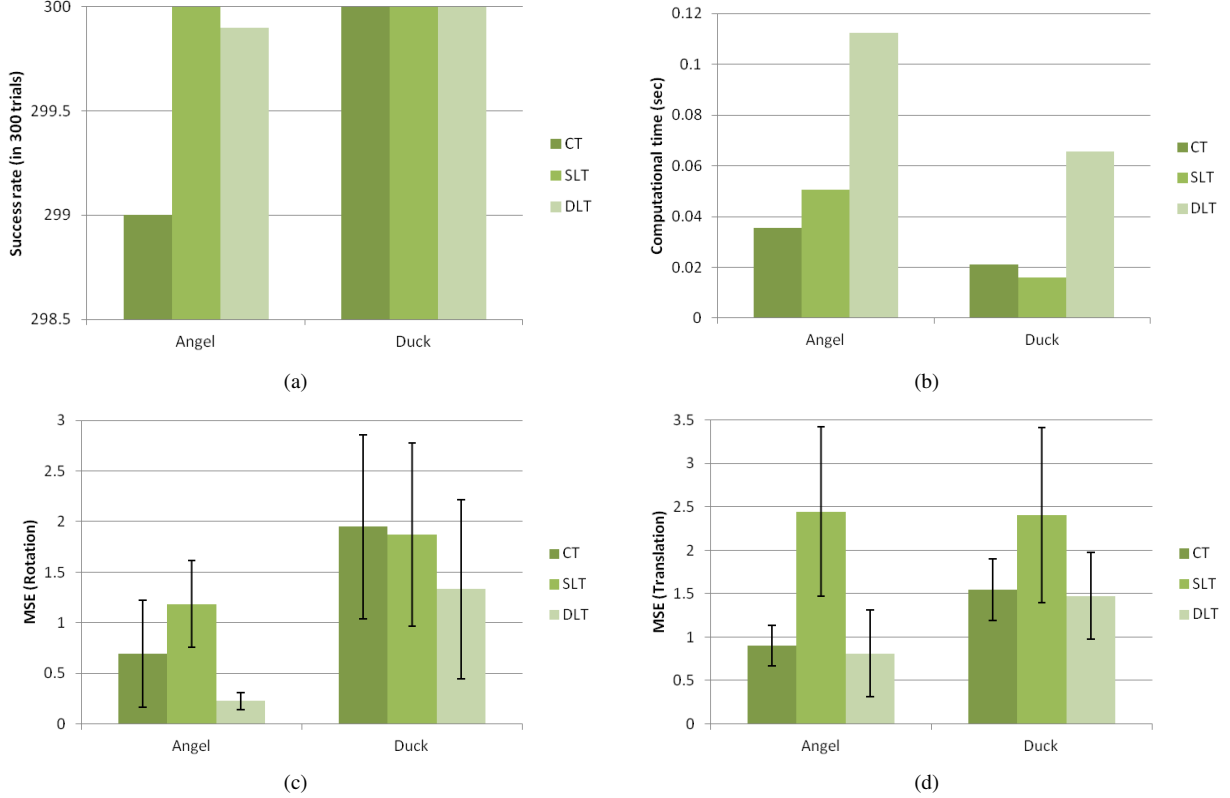 Success rate (in 300 trials)
300
299.5
299
298.5
Angel
Duck
CT
SLT
DLT
(a)
Computational time (sec)
0.12
0.1
0.08
0.06
0.04
0.02
0
Angel
Duck
CT
SLT
DLT
(b)
MSE (Rotation)
3
2.5
2
1.5
1
0.5
0
Angel
Duck
CT
SLT
DLT
(c)
MSE (Translation)
3.5
3
2.5
2
1.5
1
0.5
0
Angel
Duck
CT
SLT
DLT
(d)